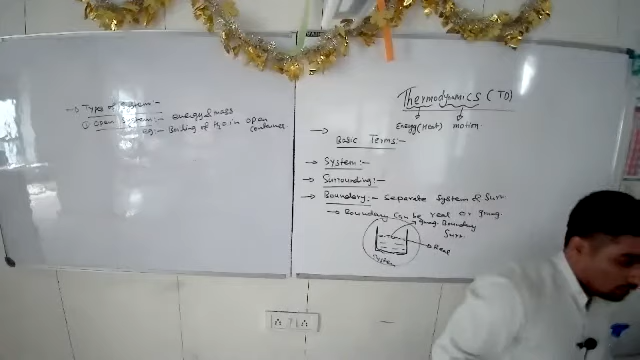 → Types of System :-
① Open System :- energy & mass
eg:- Boiling of H₂O in open
container.
Thermodynamics (TD)
Energy (Heat) motion
→ Basic Terms :-
→ System :-
→ Surrounding :-
→ Boundary :- Separate System & Surr.
→ Boundary can be real or Imag.
Imag. Boundary
Surr.
→ Real
System